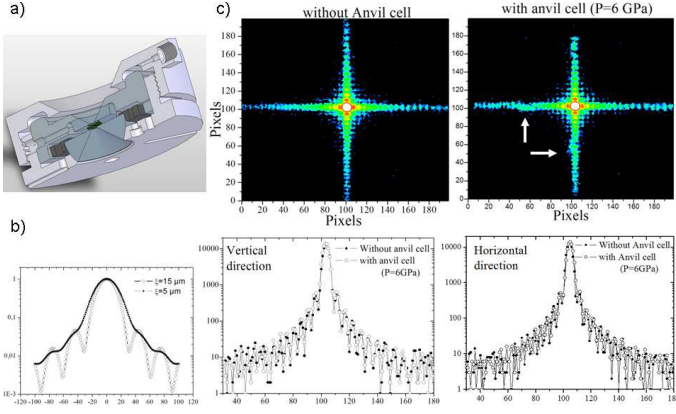 a)
c)
without Anvil cell
with anvil cell (P=6 GPa)
Pixels
180
160
140
120
100
80
60
40
20
0
0 20 40 60 80 100 120 140 160 180
Pixels
180
160
140
120
100
80
60
40
20
0
0 20 40 60 80 100 120 140 160 180
Pixels
b)
ξ=15 µm
ξ=5 µm
1
0,1
0,01
1E-3
-120 -100 -80 -60 -40 -20 0 20 40 60 80 100 120
Vertical
direction
Without anvil cell
with anvil cell
(P=6GPa)
10000
1000
100
10
1
40 60 80 100 120 140 160 180
Horizontal
direction
Without Anvil cell
with Anvil cell
(P=6GPa)
10000
1000
100
10
1
40 60 80 100 120 140 160 180